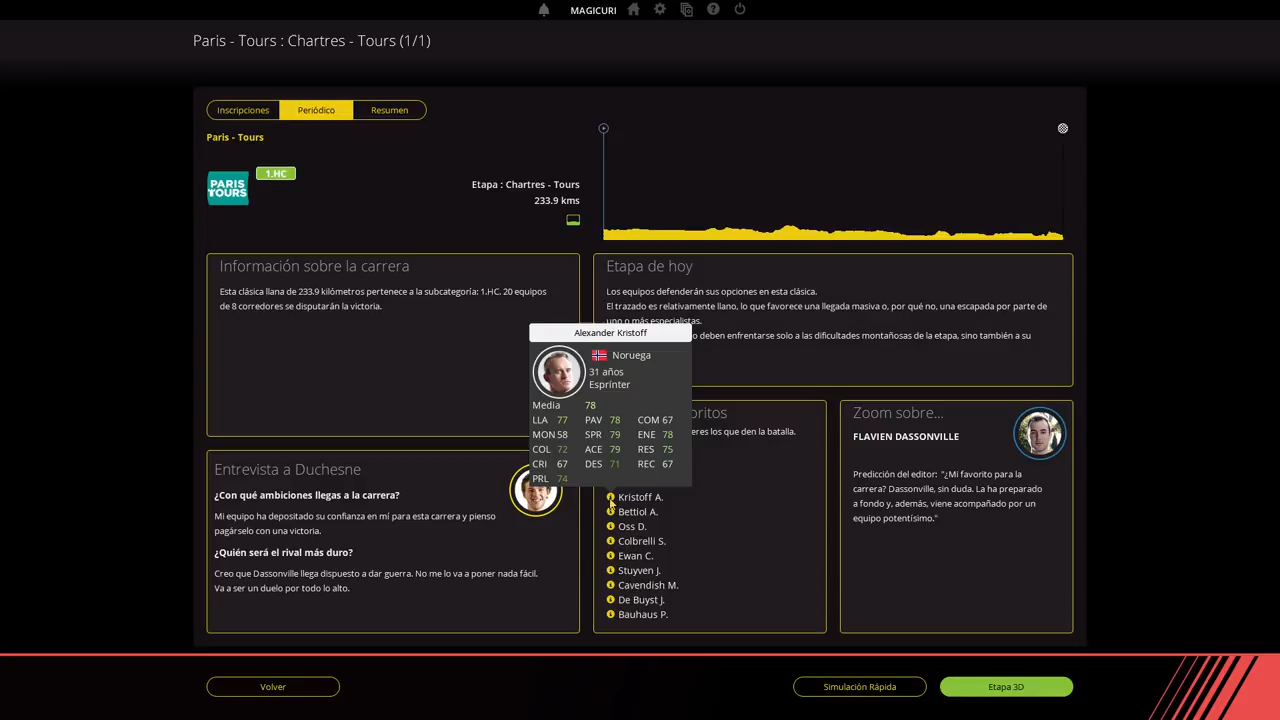 MAGICURI
Paris - Tours : Chartres - Tours (1/1)
Inscripciones
Periódico
Resumen
Paris - Tours
PARIS
TOURS
1.HC
Etapa : Chartres - Tours
233.9 kms
Información sobre la carrera
Esta clásica llana de 233.9 kilómetros pertenece a la subcategoría: 1.HC. 20 equipos
de 8 corredores se disputarán la victoria.
Etapa de hoy
Los equipos defenderán sus opciones en esta clásica.
El trazado es relativamente llano, lo que favorece una llegada masiva o, por qué no, una escapada por parte de
uno o más especialistas.
o deben enfrentarse solo a las dificultades montañosas de la etapa, sino también a su
Alexander Kristoff
Noruega
31 años
Esprínter
Media 78
LLA 77 PAV 78 COM 67
MON 58 SPR 79 ENE 78
COL 72 ACE 79 RES 75
CRI 67 DES 71 REC 67
PRL 74
Entrevista a Duchesne
¿Con qué ambiciones llegas a la carrera?
Mi equipo ha depositado su confianza en mí para esta carrera y pienso
pagárselo con una victoria.
¿Quién será el rival más duro?
Creo que Dassonville llega dispuesto a dar guerra. No me lo va a poner nada fácil.
Va a ser un duelo por todo lo alto.
oritos
eres los que den la batalla.
Kristoff A.
Bettiol A.
Oss D.
Colbrelli S.
Ewan C.
Stuyven J.
Cavendish M.
De Buyst J.
Bauhaus P.
Zoom sobre...
FLAVIEN DASSONVILLE
Predicción del editor: "¿Mi favorito para la
carrera? Dassonville, sin duda. La ha preparado
a fondo y, además, viene acompañado por un
equipo potentísimo."
Volver
Simulación Rápida
Etapa 3D